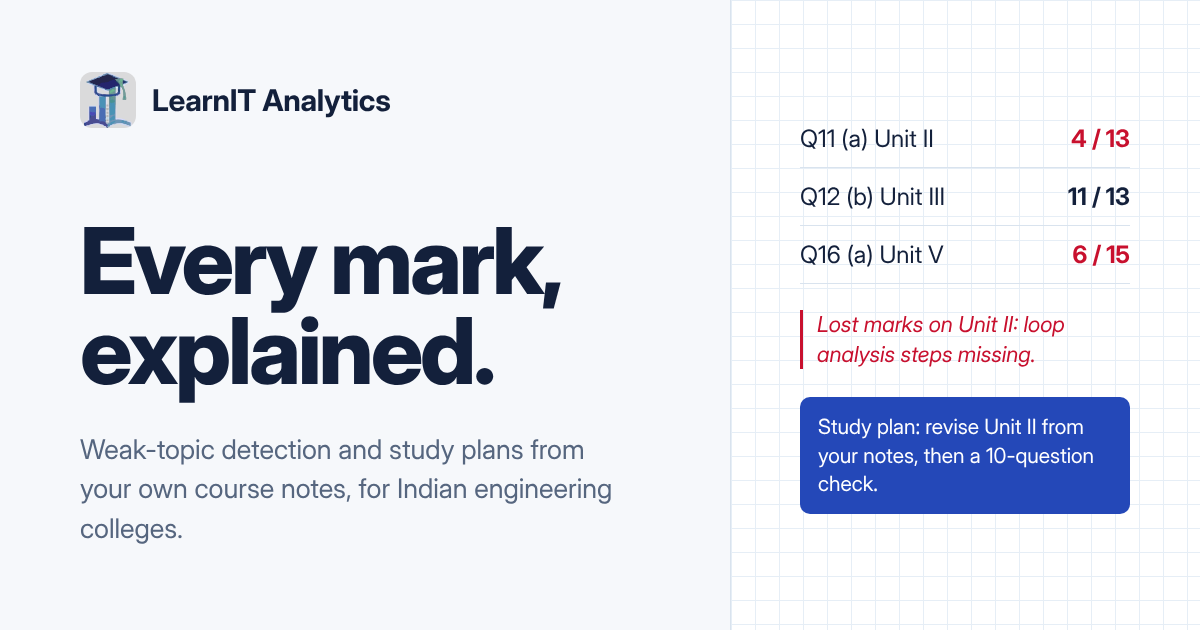 LearnIT Analytics
Every mark,
explained.
Weak-topic detection and study plans from
your own course notes, for Indian engineering
colleges.
Q11 (a) Unit II 4 / 13
Q12 (b) Unit III 11 / 13
Q16 (a) Unit V 6 / 15
Lost marks on Unit II: loop
analysis steps missing.
Study plan: revise Unit II from
your notes, then a 10-question
check.